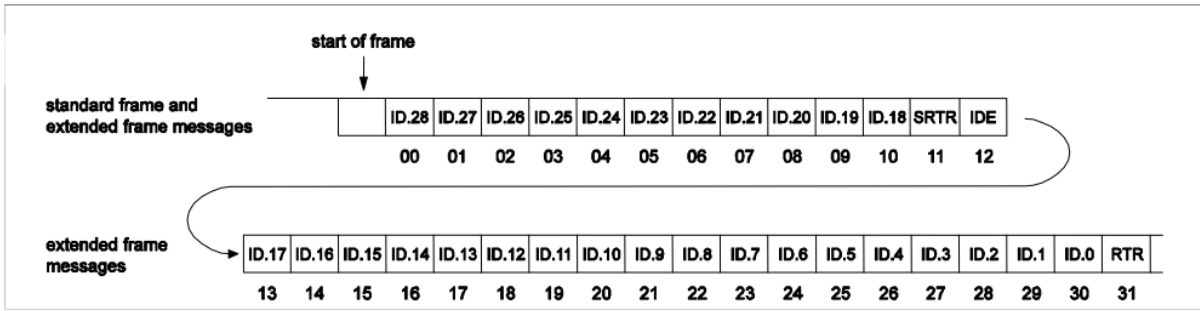 start of frame
standard frame and
extended frame messages
ID.28 ID.27 ID.26 ID.25 ID.24 ID.23 ID.22 ID.21 ID.20 ID.19 ID.18 SRTR IDE
00 01 02 03 04 05 06 07 08 09 10 11 12
extended frame
messages
ID.17 ID.16 ID.15 ID.14 ID.13 ID.12 ID.11 ID.10 ID.9 ID.8 ID.7 ID.6 ID.5 ID.4 ID.3 ID.2 ID.1 ID.0 RTR
13 14 15 16 17 18 19 20 21 22 23 24 25 26 27 28 29 30 31